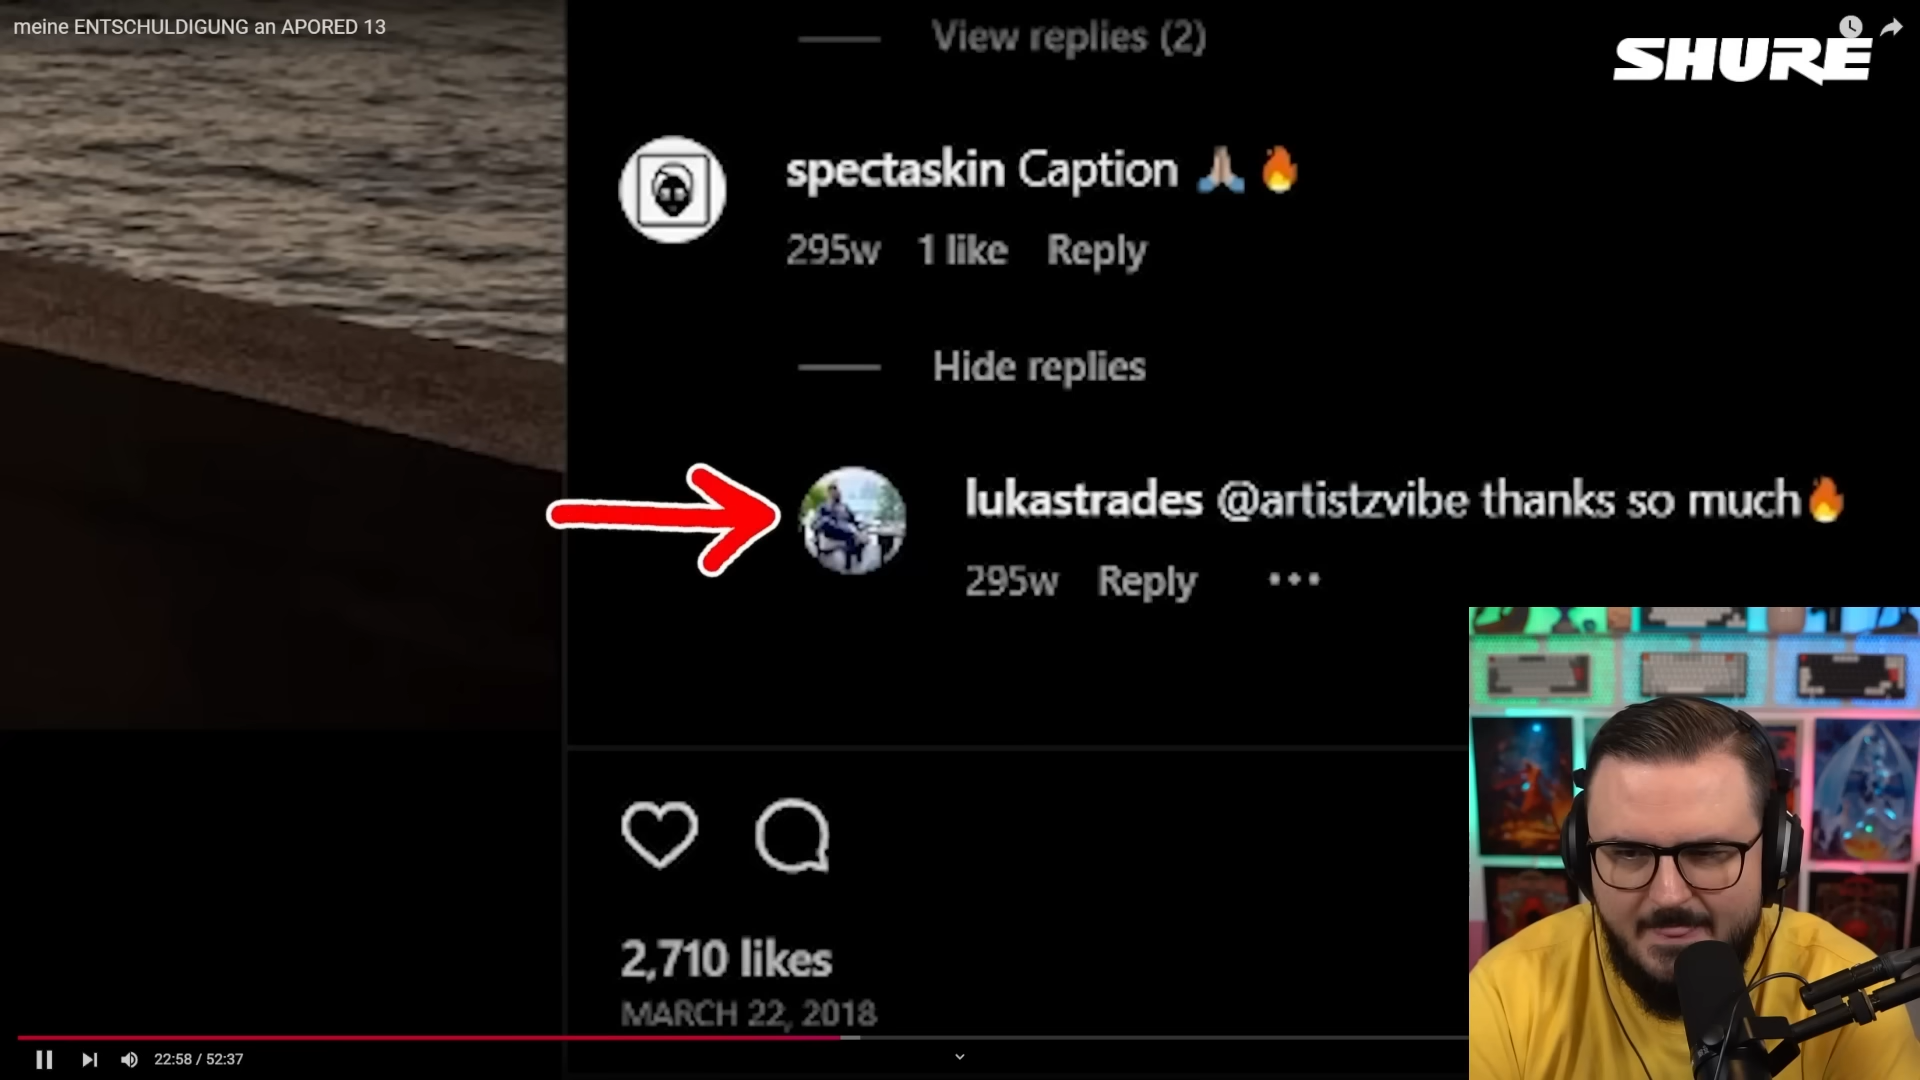 meine ENTSCHULDIGUNG an APORED 13
SHURE
View replies (2)
spectaskin Caption 🙏🏼 🔥
295w 1 like Reply
Hide replies
lukastrades @artistzvibe thanks so much🔥
295w Reply •••
2,710 likes
MARCH 22, 2018
22:58 / 52:37